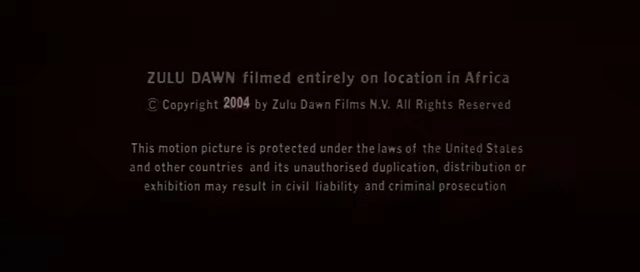 ZULU DAWN filmed entirely on location in Africa
© Copyright 2004 by Zulu Dawn Films N.V. All Rights Reserved
This motion picture is protected under the laws of the United States
and other countries and its unauthorised duplication, distribution or
exhibition may result in civil liability and criminal prosecution